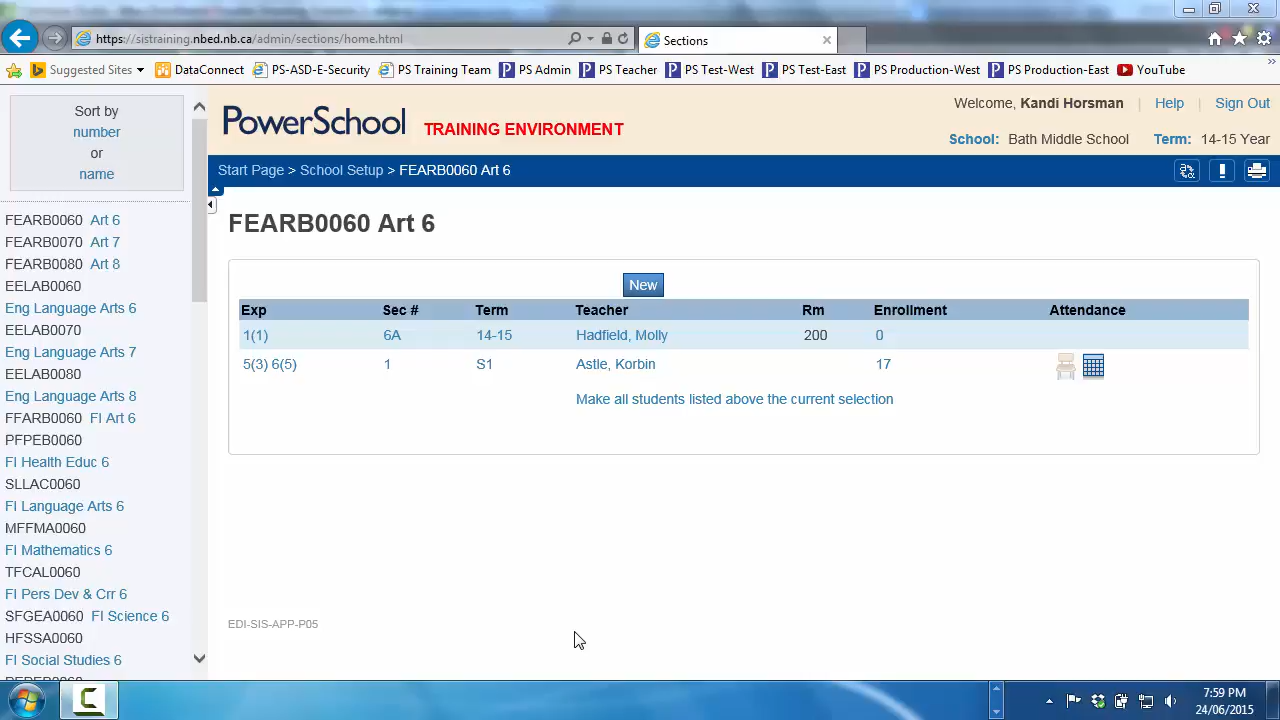 https://sistraining.nbed.nb.ca/admin/sections/home.html
Sections
Suggested Sites
DataConnect
PS-ASD-E-Security
PS Training Team
PS Admin
PS Teacher
PS Test-West
PS Test-East
PS Production-West
PS Production-East
YouTube
Sort by
number
or
name
PowerSchool TRAINING ENVIRONMENT
Welcome, Kandi Horsman Help Sign Out
School: Bath Middle School Term: 14-15 Year
Start Page > School Setup > FEARB0060 Art 6
FEARB0060 Art 6
FEARB0070 Art 7
FEARB0080 Art 8
EELAB0060
Eng Language Arts 6
EELAB0070
Eng Language Arts 7
EELAB0080
Eng Language Arts 8
FFARB0060 FI Art 6
PFPEB0060
FI Health Educ 6
SLLAC0060
FI Language Arts 6
MFFMA0060
FI Mathematics 6
TFCAL0060
FI Pers Dev & Crr 6
SFGEA0060 FI Science 6
HFSSA0060
FI Social Studies 6
FEARB0060 Art 6
New
Exp Sec # Term Teacher Rm Enrollment Attendance
1(1) 6A 14-15 Hadfield, Molly 200 0
5(3) 6(5) 1 S1 Astle, Korbin 17
Make all students listed above the current selection
EDI-SIS-APP-P05
7:59 PM
24/06/2015